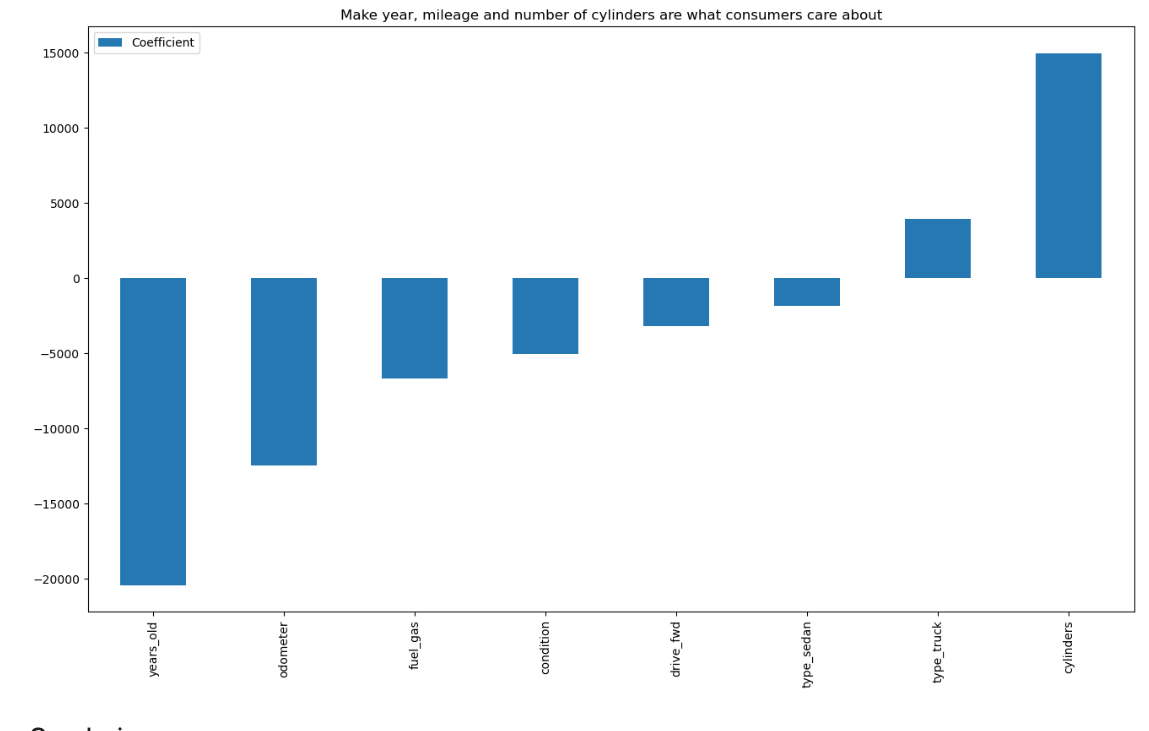 Make year, mileage and number of cylinders are what consumers care about
Coefficient
15000
10000
5000
0
−5000
−10000
−15000
−20000
years_old
odometer
fuel_gas
condition
drive_fwd
type_sedan
type_truck
cylinders